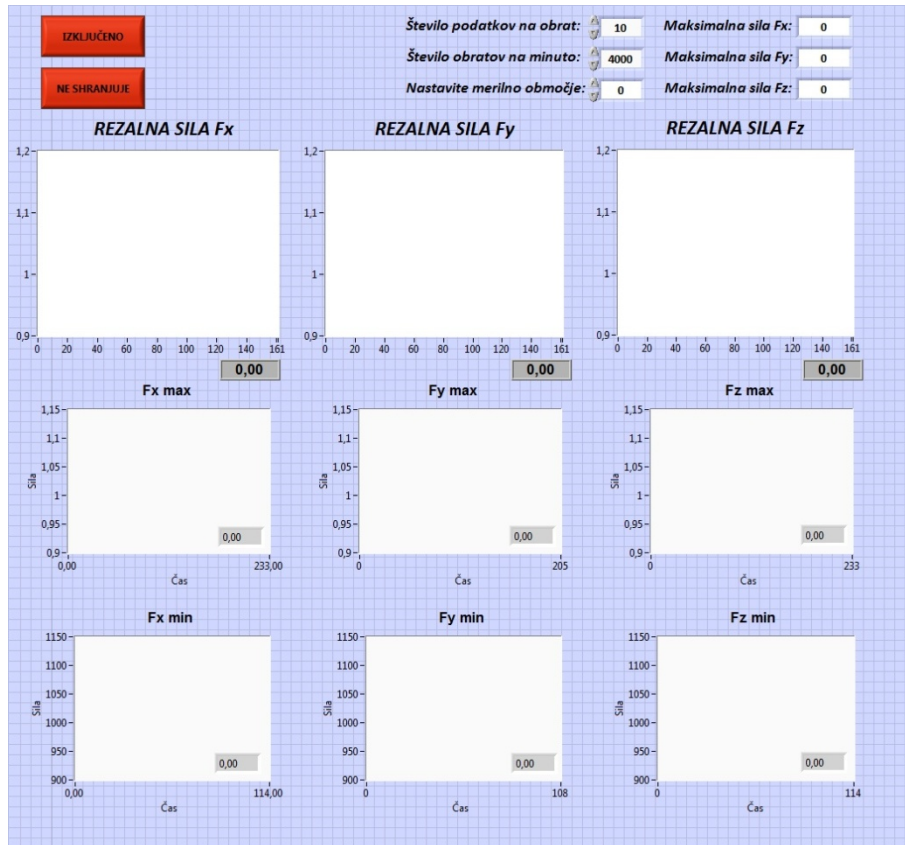 IZKLJUČENO
NE SHRANJUJE
Število podatkov na obrat: 10 Maksimalna sila Fx: 0
Število obratov na minuto: 4000 Maksimalna sila Fy: 0
Nastavite merilno območje: 0 Maksimalna sila Fz: 0
REZALNA SILA Fx
1,2
1,1
1
0,9
0 20 40 60 80 100 120 140 161
0,00
REZALNA SILA Fy
1,2
1,1
1
0,9
0 20 40 60 80 100 120 140 161
0,00
REZALNA SILA Fz
1,2
1,1
1
0,9
0 20 40 60 80 100 120 161
0,00
Fx max
1,15
1,1
1,05
1
0,95
0,9
Sila
0,00
0,00 233,00
Čas
Fy max
1,15
1,1
1,05
1
0,95
0,9
Sila
0,00
0 205
Čas
Fz max
1,15
1,1
1,05
1
0,95
0,9
Sila
0,00
0 233
Čas
Fx min
1150
1100
1050
1000
950
900
Sila
0,00
0,00 114,00
Čas
Fy min
1150
1100
1050
1000
950
900
Sila
0,00
0 108
Čas
Fz min
1150
1100
1050
1000
950
900
Sila
0,00
0 114
Čas